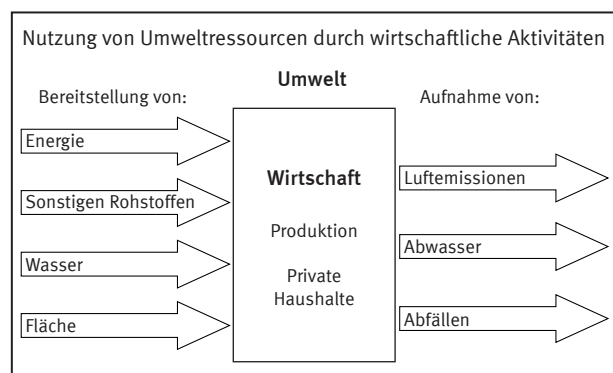 Nutzung von Umweltressourcen durch wirtschaftliche Aktivitäten
Umwelt
Bereitstellung von:
Aufnahme von:
Energie
Sonstigen Rohstoffen
Wasser
Fläche
Wirtschaft
Produktion
Private
Haushalte
Luftemissionen
Abwasser
Abfällen